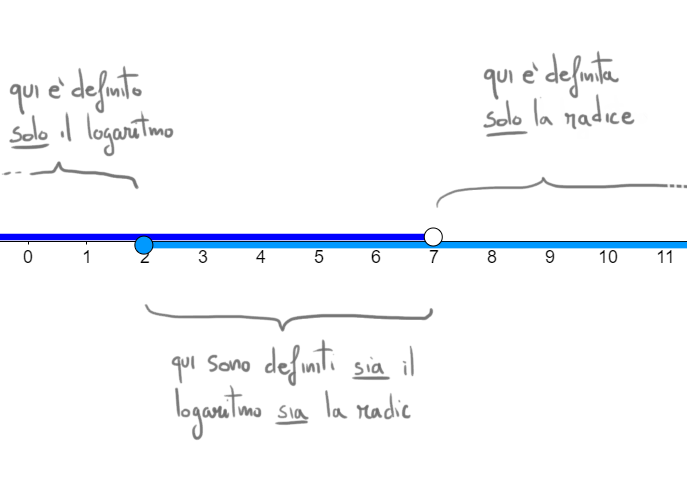 qui e' definito
solo il logaritmo
qui e' definita
solo la radice
0 1 2 3 4 5 6 7 8 9 10 11
qui sono definiti sia il
logaritmo sia la radic